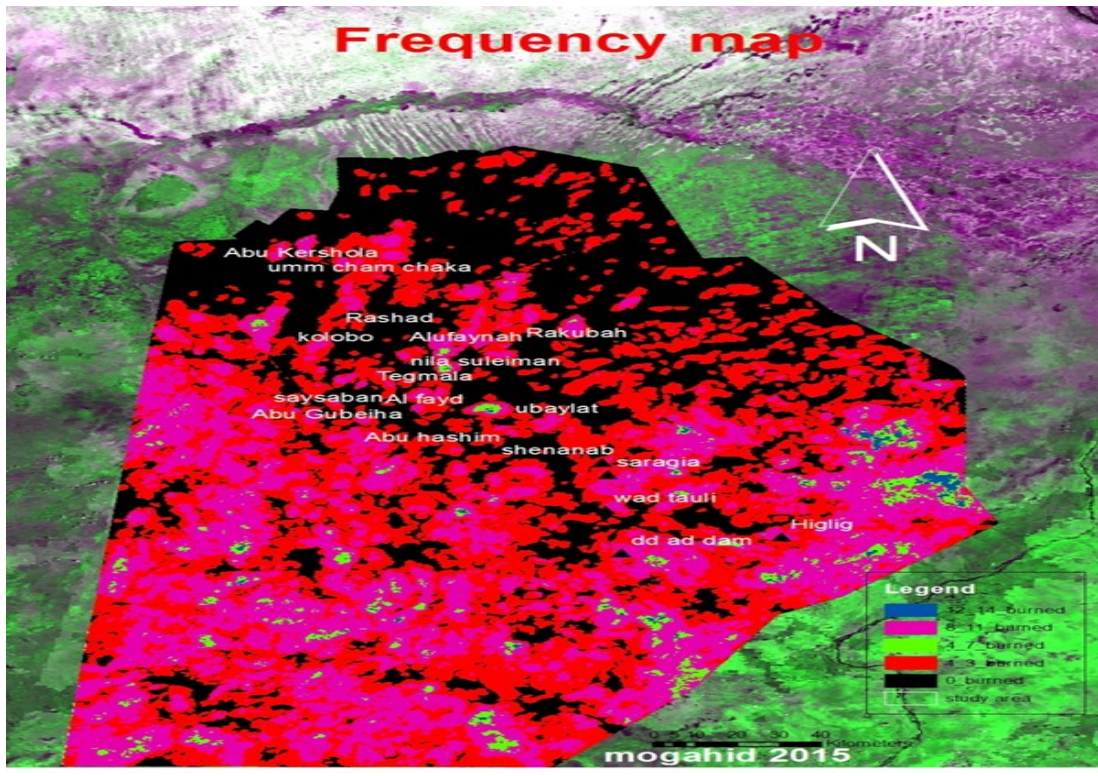 Frequency map
Abu Kershola
umm cham chaka
N
Rashad
kolobo
Alufaynah
Rakubah
nila suleiman
Tegmala
saysaban
Al fayd
ubaylat
Abu Gubeiha
Abu hashim
shenanab
saragia
wad tauli
Higlig
dd ad dam
Legend
12_14_burned
8_11_burned
4_7_burned
1_3_burned
0_burned
study_area
0 5 10 20 30 40
Kilometers
mogahid 2015